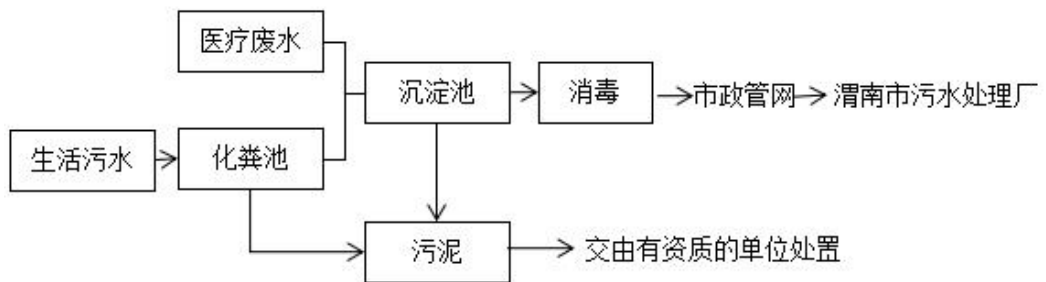 医疗废水
沉淀池
消毒
市政管网
渭南市污水处理厂
生活污水
化粪池
污泥
交由有资质的单位处置